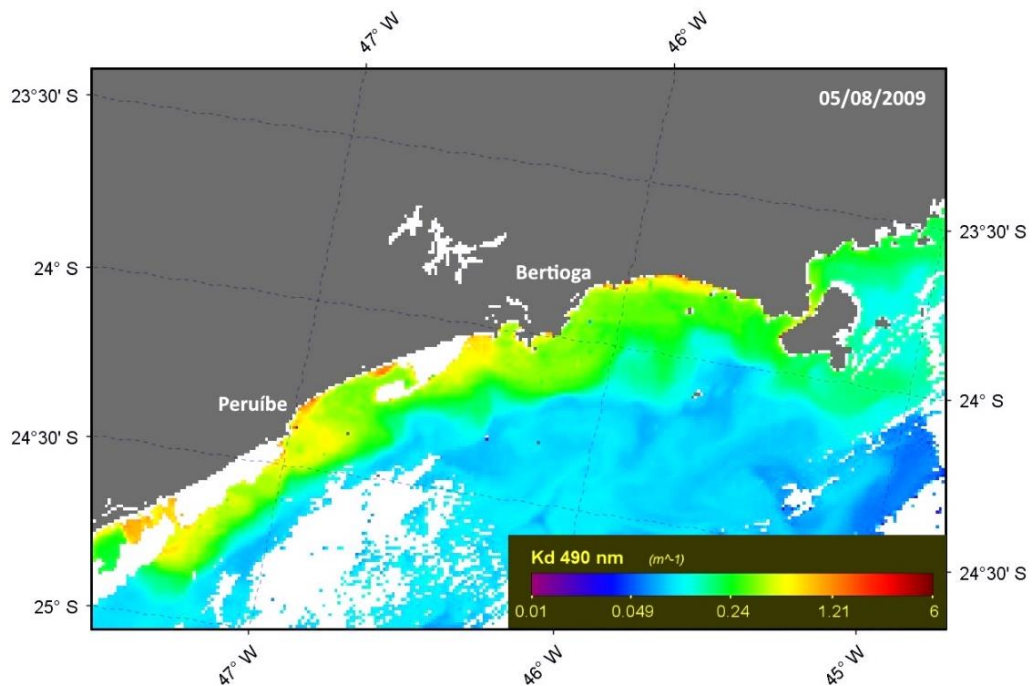 47° W
46° W
23°30' S
05/08/2009
23°30' S
24° S
Bertioga
Peruíbe
24° S
24°30' S
Kd 490 nm (m^-1)
0.01 0.049 0.24 1.21 6
24°30' S
25° S
47° W
46° W
45° W